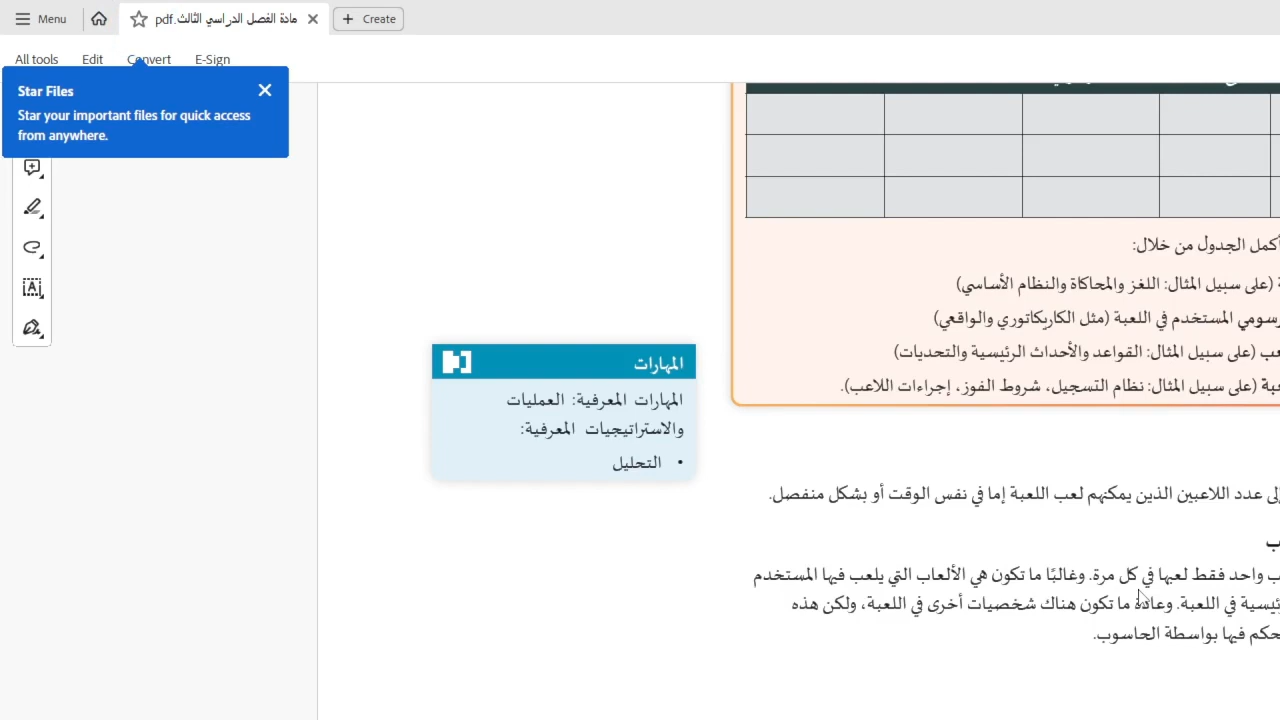 Menu
مادة الفصل الدراسي الثالث.pdf
Create
All tools
Edit
Convert
E-Sign
Star Files
Star your important files for quick access
from anywhere.
أكمل الجدول من خلال:
(على سبيل المثال: اللغز والمحاكاة والنظام الأساسي)
المستخدم في اللعبة (مثل الكاريكاتوري والواقعي)
(على سبيل المثال: القواعد والأحداث الرئيسية والتحديات)
(على سبيل المثال: نظام التسجيل، شروط الفوز، إجراءات اللاعب).
المهارات
المهارات المعرفية: العمليات
والاستراتيجيات المعرفية:
• التحليل
عدد اللاعبين الذين يمكنهم لعب اللعبة إما في نفس الوقت أو بشكل منفصل.
واحد فقط لعبها في كل مرة. وغالبًا ما تكون هي الألعاب التي يلعب فيها المستخدم
في اللعبة. وعادة ما تكون هناك شخصيات أخرى في اللعبة، ولكن هذه
فيها بواسطة الحاسوب.